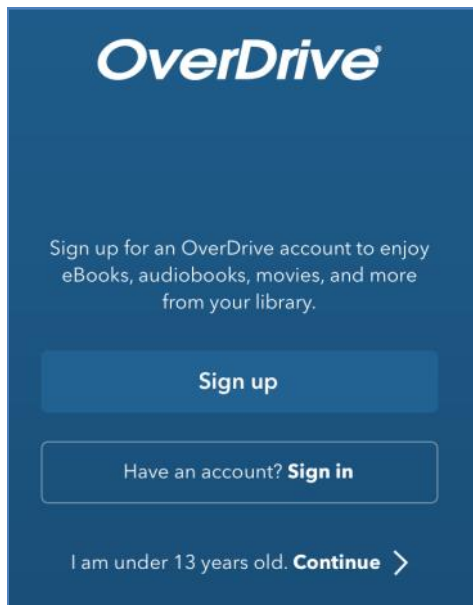 OverDrive®
Sign up for an OverDrive account to enjoy
eBooks, audiobooks, movies, and more
from your library.
Sign up
Have an account? Sign in
I am under 13 years old. Continue >